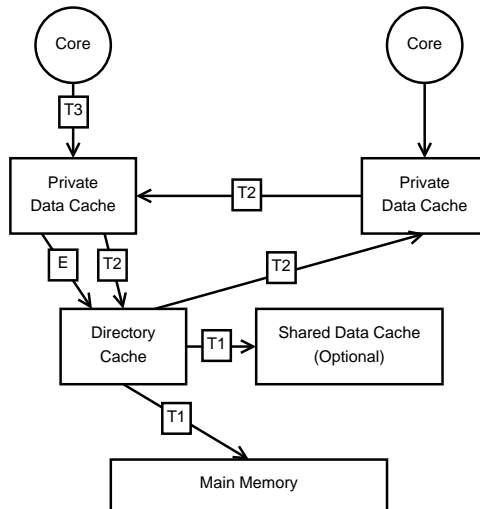 Core
Core
T3
Private
Data Cache
Private
Data Cache
T2
E
T2
T2
Directory
Cache
T1
Shared Data Cache
(Optional)
T1
Main Memory